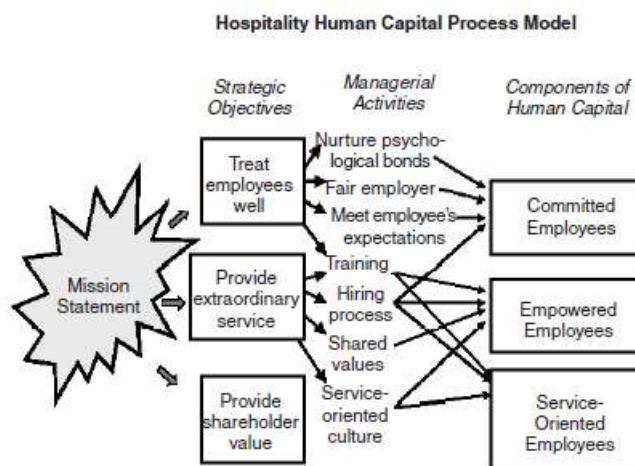 Hospitality Human Capital Process Model
Strategic
Objectives
Managerial
Activities
Components of
Human Capital
Mission
Statement
Treat
employees
well
Provide
extraordinary
service
Provide
shareholder
value
Nurture psycho-
logical bonds
Fair employer
Meet employee's
expectations
Training
Hiring
process
Shared
values
Service-
oriented
culture
Committed
Employees
Empowered
Employees
Service-
Oriented
Employees